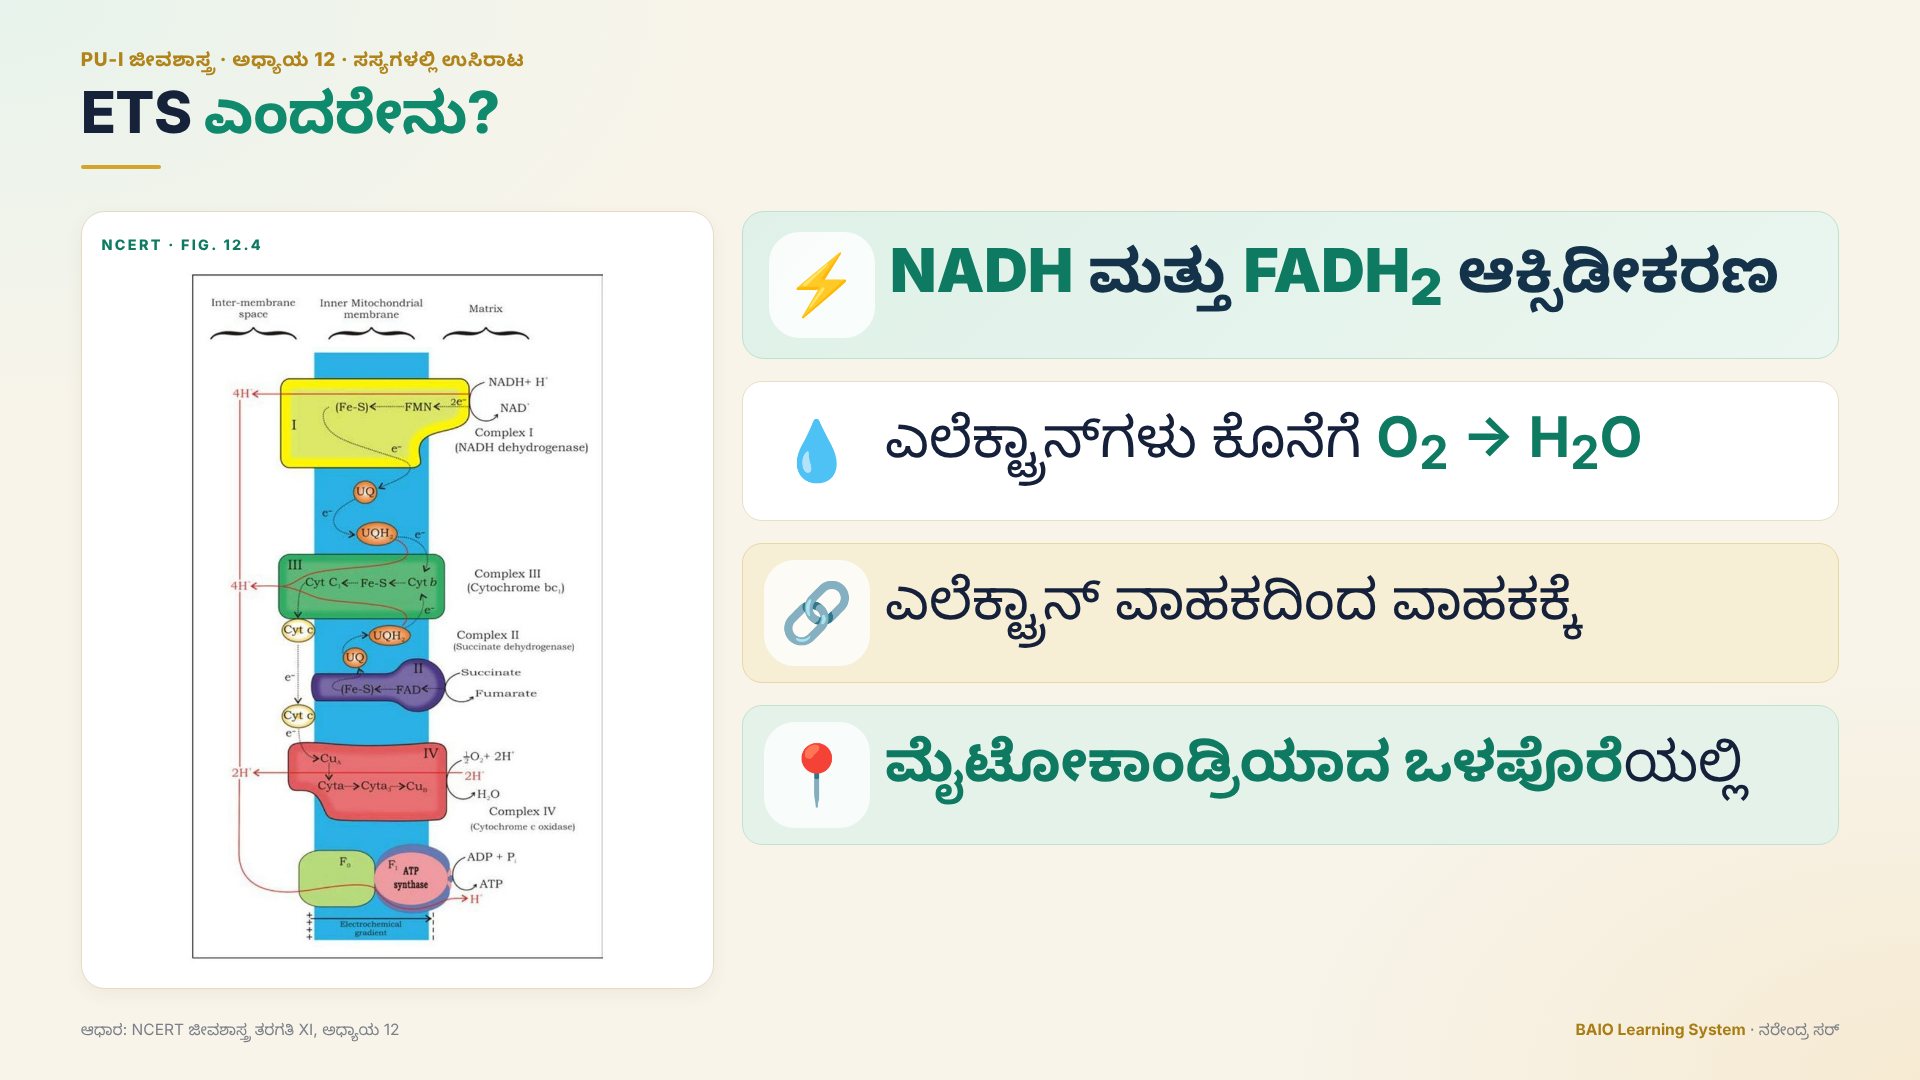 PU-I ಜೀವಶಾಸ್ತ್ರ · ಅಧ್ಯಾಯ 12 · ಸಸ್ಯಗಳಲ್ಲಿ ಉಸಿರಾಟ
ETS ಎಂದರೇನು?
NCERT · FIG. 12.4
Inter-membrane space
Inner Mitochondrial membrane
Matrix
4H⁺
NADH+ H⁺
(Fe-S)
FMN
2e⁻
NAD⁺
I
Complex I
(NADH dehydrogenase)
e⁻
UQ
e⁻
UQH₂
e⁻
III
Complex III
(Cytochrome bc₁)
4H⁺
Cyt C₁
Fe-S
Cyt b
e⁻
Cyt c
UQH₂
Complex II
(Succinate dehydrogenase)
UQ
II
e⁻
Succinate
(Fe-S)
FAD
Fumarate
Cyt c
e⁻
IV
½O₂+ 2H⁺
Cu_A
2H⁺
2H⁺
Cyta
Cyta₃
Cu_B
H₂O
Complex IV
(Cytochrome c oxidase)
F₀
F₁
ATP synthase
ADP + Pᵢ
ATP
H⁺
Electrochemical gradient
NADH ಮತ್ತು FADH₂ ಆಕ್ಸಿಡೀಕರಣ
ಎಲೆಕ್ಟ್ರಾನ್‌ಗಳು ಕೊನೆಗೆ O₂ → H₂O
ಎಲೆಕ್ಟ್ರಾನ್ ವಾಹಕದಿಂದ ವಾಹಕಕ್ಕೆ
ಮೈಟೋಕಾಂಡ್ರಿಯಾದ ಒಳಪೊರೆಯಲ್ಲಿ
ಆಧಾರ: NCERT ಜೀವಶಾಸ್ತ್ರ ತರಗತಿ XI, ಅಧ್ಯಾಯ 12
BAIO Learning System · ನರೇಂದ್ರ ಸರ್